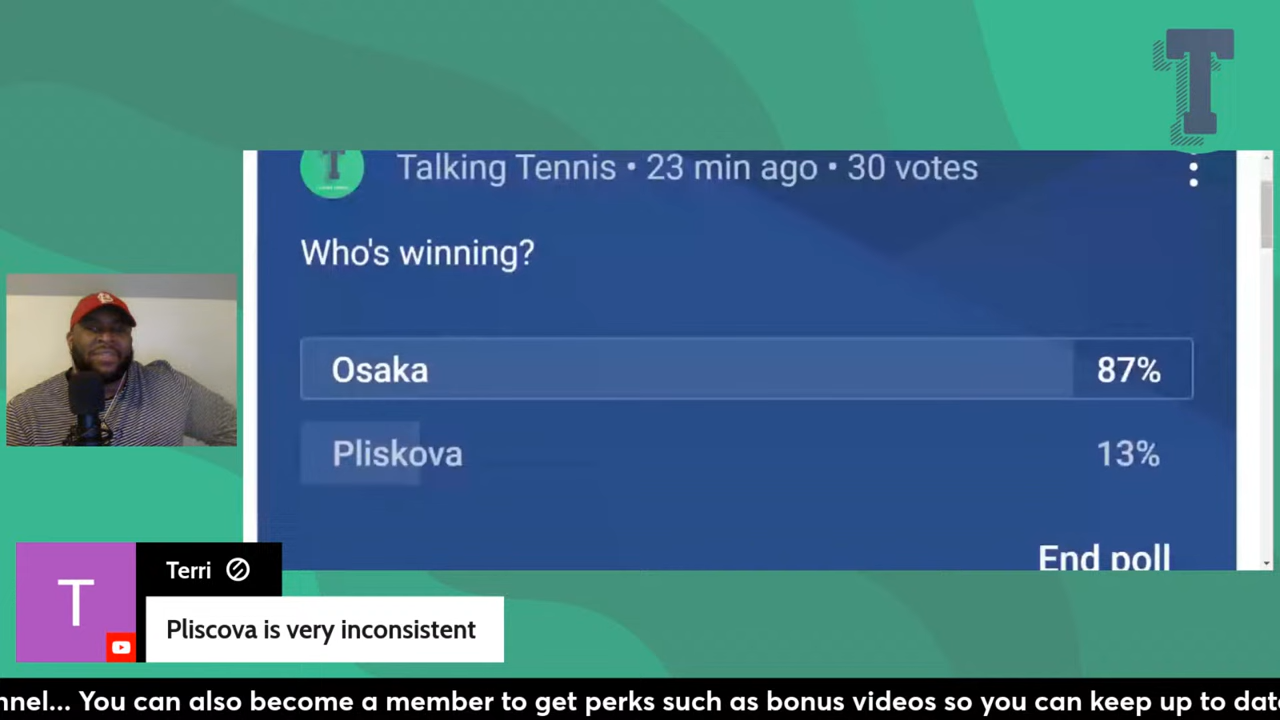 T
Talking Tennis • 23 min ago • 30 votes
Who's winning?
Osaka 87%
Pliskova 13%
End poll
T
Terri
Pliscova is very inconsistent
nnel... You can also become a member to get perks such as bonus videos so you can keep up to dat